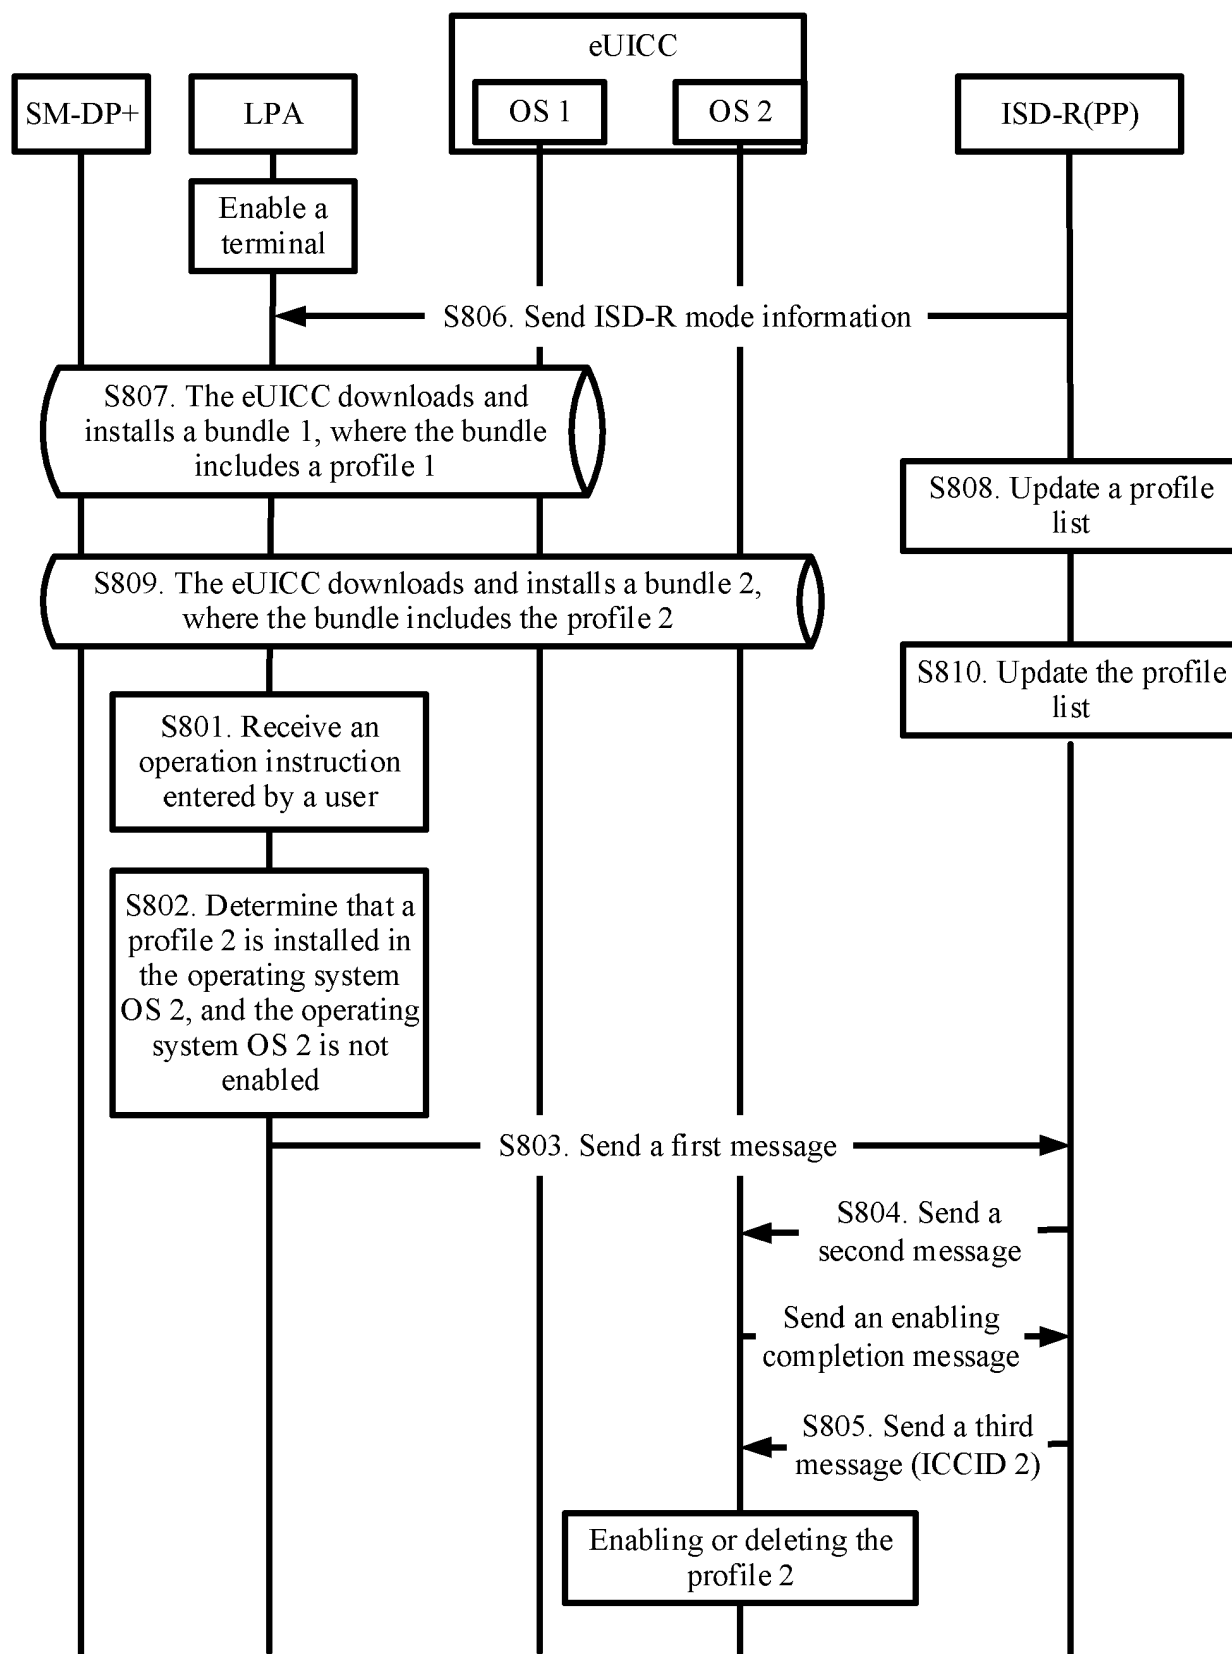 eUICC
SM-DP+
LPA
OS 1
OS 2
ISD-R(PP)
Enable a
terminal
S806. Send ISD-R mode information
S807. The eUICC downloads and
installs a bundle 1, where the bundle
includes a profile 1
S808. Update a profile
list
S809. The eUICC downloads and installs a bundle 2,
where the bundle includes the profile 2
S810. Update the profile
list
S801. Receive an
operation instruction
entered by a user
S802. Determine that a
profile 2 is installed in
the operating system
OS 2, and the operating
system OS 2 is not
enabled
S803. Send a first message
S804. Send a
second message
Send an enabling
completion message
S805. Send a third
message (ICCID 2)
Enabling or deleting the
profile 2